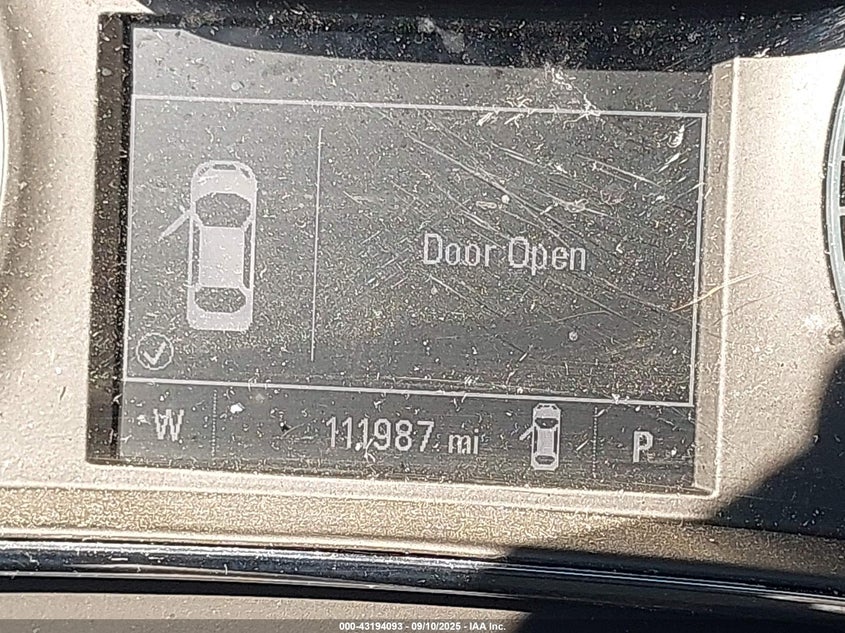 Door Open
W 111987 mi P
000-43194093 - 09/10/2025 - IAA Inc.